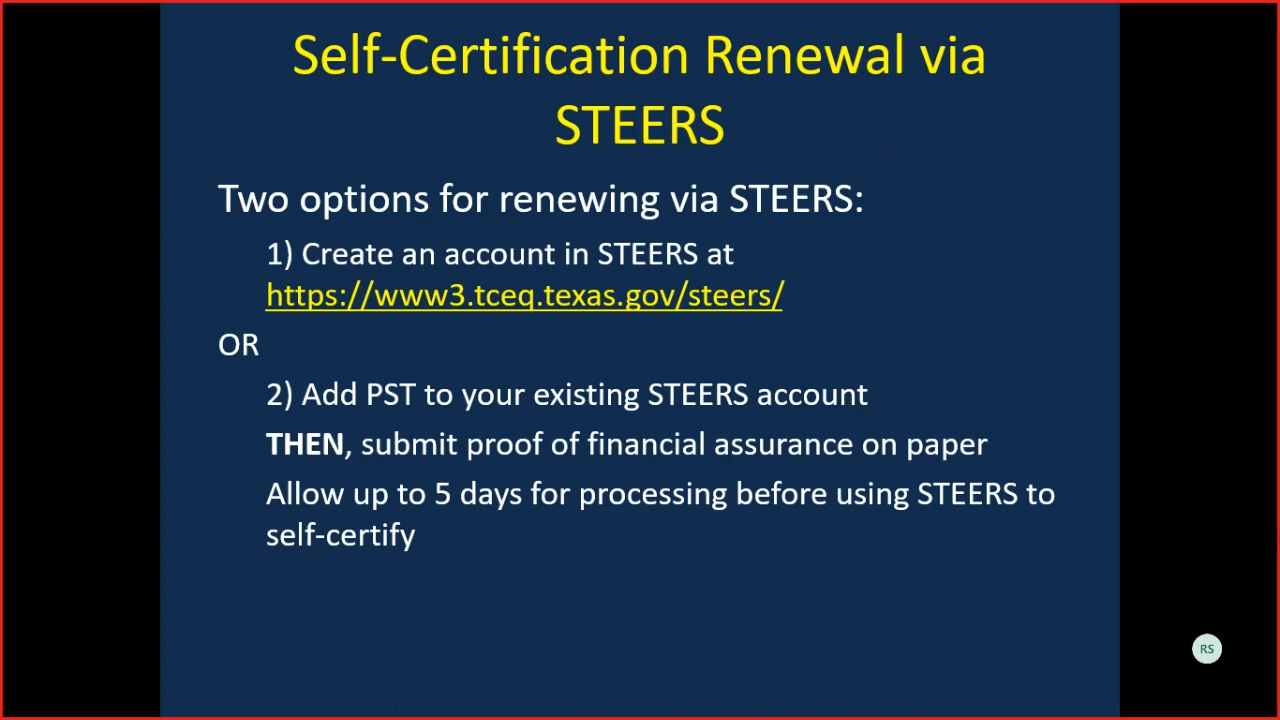 Self-Certification Renewal via
STEERS
Two options for renewing via STEERS:
1) Create an account in STEERS at
https://www3.tceq.texas.gov/steers/
OR
2) Add PST to your existing STEERS account
THEN, submit proof of financial assurance on paper
Allow up to 5 days for processing before using STEERS to
self-certify
RS